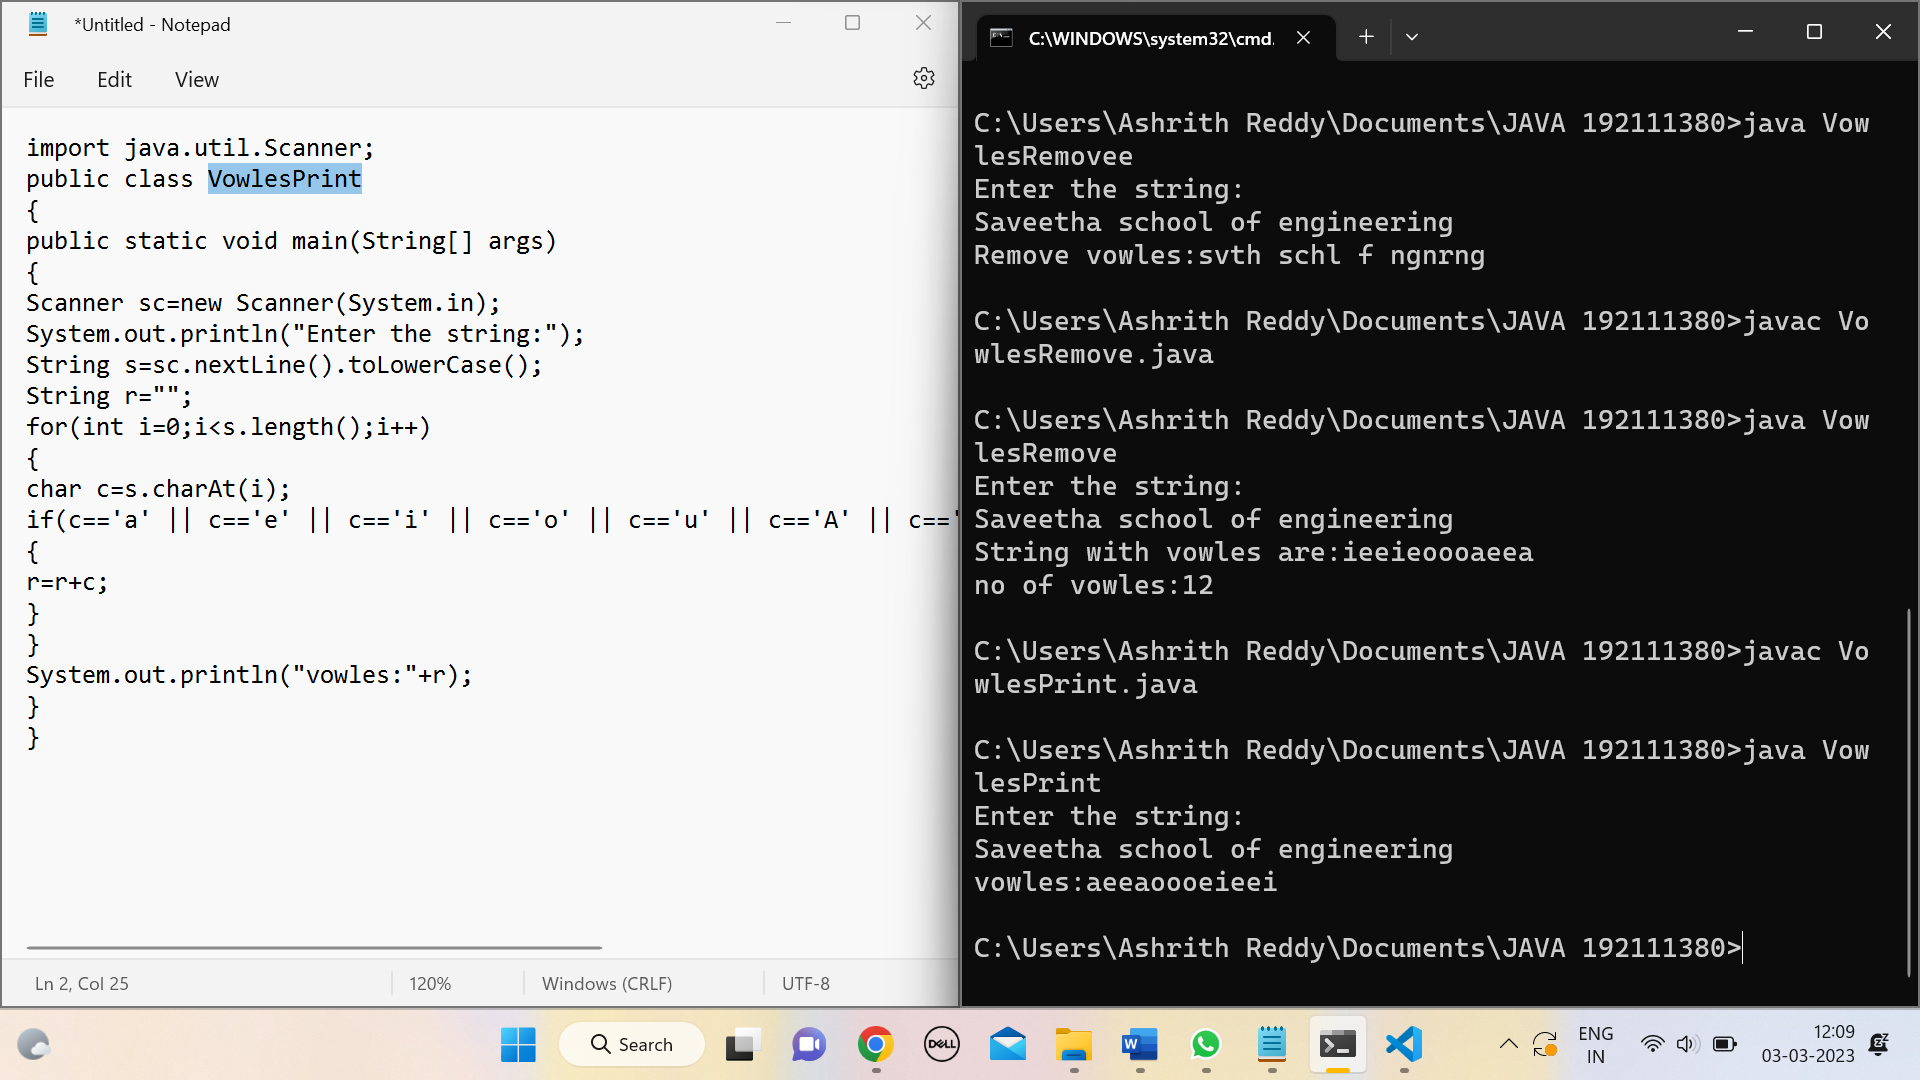 *Untitled - Notepad
File Edit View
import java.util.Scanner;
public class VowlesPrint
{
public static void main(String[] args)
{
Scanner sc=new Scanner(System.in);
System.out.println("Enter the string:");
String s=sc.nextLine().toLowerCase();
String r="";
for(int i=0;i<s.length();i++)
{
char c=s.charAt(i);
if(c=='a' || c=='e' || c=='i' || c=='o' || c=='u' || c=='A' || c=='
{
r=r+c;
}
}
System.out.println("vowles:"+r);
}
}
Ln 2, Col 25 120% Windows (CRLF) UTF-8
C:\WINDOWS\system32\cmd.
C:\Users\Ashrith Reddy\Documents\JAVA 192111380>java Vow
lesRemovee
Enter the string:
Saveetha school of engineering
Remove vowles:svth schl f ngnrng
C:\Users\Ashrith Reddy\Documents\JAVA 192111380>javac Vo
wlesRemove.java
C:\Users\Ashrith Reddy\Documents\JAVA 192111380>java Vow
lesRemove
Enter the string:
Saveetha school of engineering
String with vowles are:ieeieoooaeea
no of vowles:12
C:\Users\Ashrith Reddy\Documents\JAVA 192111380>javac Vo
wlesPrint.java
C:\Users\Ashrith Reddy\Documents\JAVA 192111380>java Vow
lesPrint
Enter the string:
Saveetha school of engineering
vowles:aeeaoooeieei
C:\Users\Ashrith Reddy\Documents\JAVA 192111380>
Search
DELL
W
ENG
IN
12:09
03-03-2023